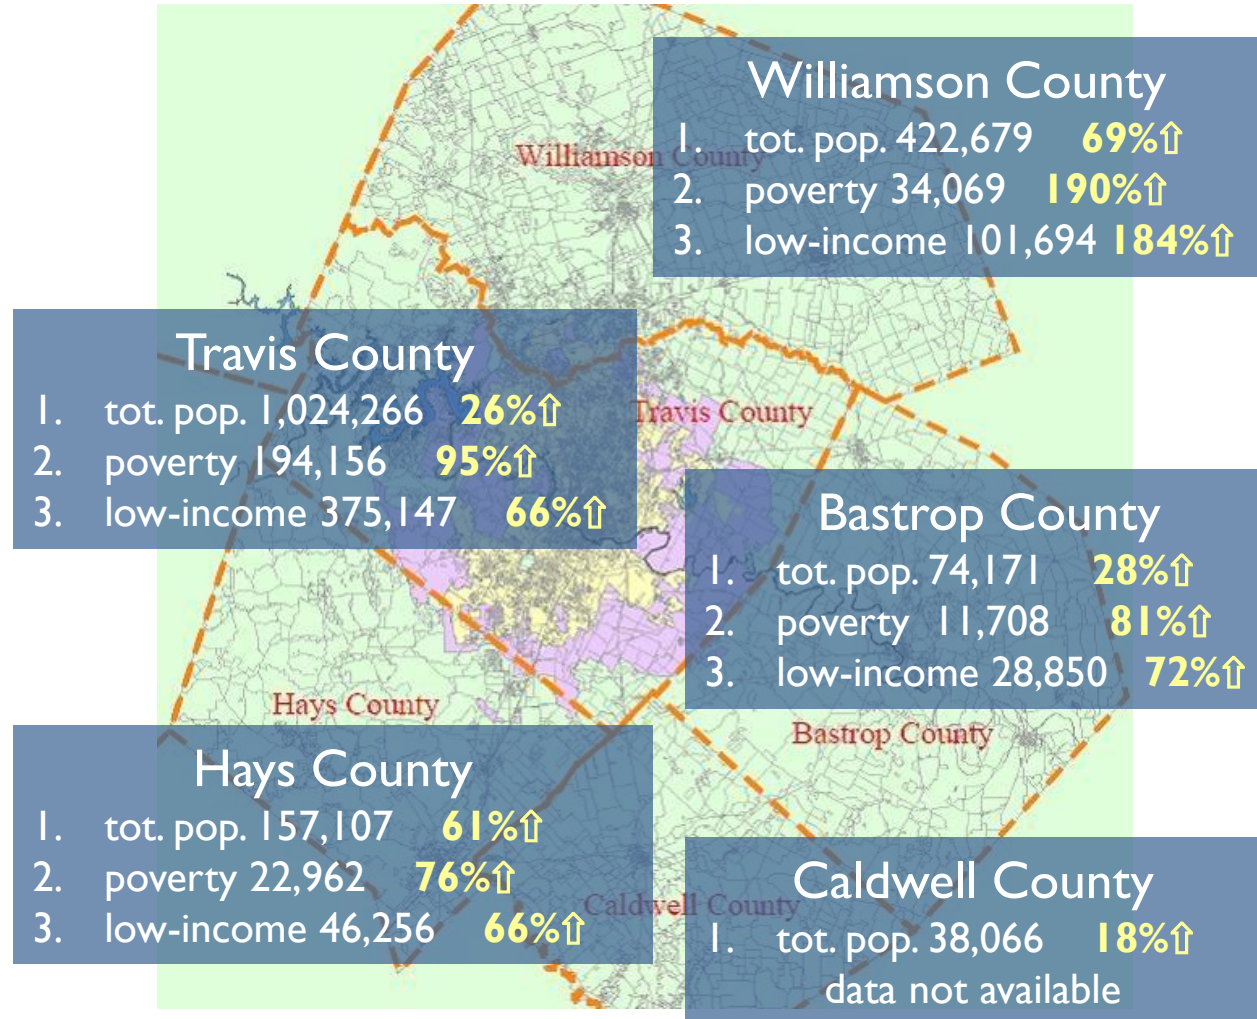 Williamson County
1. tot. pop. 422,679 69%⇧
2. poverty 34,069 190%⇧
3. low-income 101,694 184%⇧
Williamson County
Travis County
1. tot. pop. 1,024,266 26%⇧
2. poverty 194,156 95%⇧
3. low-income 375,147 66%⇧
Travis County
Bastrop County
1. tot. pop. 74,171 28%⇧
2. poverty 11,708 81%⇧
3. low-income 28,850 72%⇧
Hays County
Bastrop County
Hays County
1. tot. pop. 157,107 61%⇧
2. poverty 22,962 76%⇧
3. low-income 46,256 66%⇧
Caldwell County
Caldwell County
1. tot. pop. 38,066 18%⇧
data not available